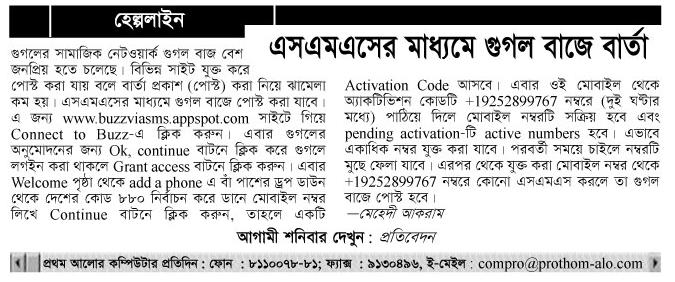 হেল্পলাইন
এসএমএসের মাধ্যমে গুগল বাজে বার্তা
গুগলের সামাজিক নেটওয়ার্ক গুগল বাজ বেশ
জনপ্রিয় হতে চলেছে। বিভিন্ন সাইট যুক্ত করে
পোস্ট করা যায় বলে বার্তা প্রকাশ (পোস্ট) করা নিয়ে ঝামেলা
কম হয়। এসএমএসের মাধ্যমে গুগল বাজে পোস্ট করা যাবে।
এ জন্য www.buzzviasms.appspot.com সাইটে গিয়ে
Connect to Buzz-এ ক্লিক করুন। এবার গুগলের
অনুমোদনের জন্য Ok, continue বাটনে ক্লিক করে গুগলে
লগইন করা থাকলে Grant access বাটনে ক্লিক করুন। এবার
Welcome পৃষ্ঠা থেকে add a phone এ বাঁ পাশের ড্রপ ডাউন
থেকে দেশের কোড ৮৮০ নির্বাচন করে ডানে মোবাইল নম্বর
লিখে Continue বাটনে ক্লিক করুন, তাহলে একটি
Activation Code আসবে। এবার ওই মোবাইল থেকে
অ্যাকটিভিশন কোডটি +19252899767 নম্বরে (দুই ঘণ্টার
মধ্যে) পাঠিয়ে দিলে মোবাইল নম্বরটি সক্রিয় হবে এবং
pending activation-টি active numbers হবে। এভাবে
একাধিক নম্বর যুক্ত করা যাবে। পরবর্তী সময়ে চাইলে নম্বরটি
মুছে ফেলা যাবে। এরপর থেকে যুক্ত করা মোবাইল নম্বর থেকে
+19252899767 নম্বরে কোনো এসএমএস করলে তা গুগল
বাজে পোস্ট হবে।
—মেহেদী আকরাম
আগামী শনিবার দেখুন : প্রতিবেদন
প্রথম আলোর কম্পিউটার প্রতিদিন : ফোন : ৮১১০০৭৮-৮১; ফ্যাক্স : ৯১৩০৪৯৬, ই-মেইল : compro@prothom-alo.com